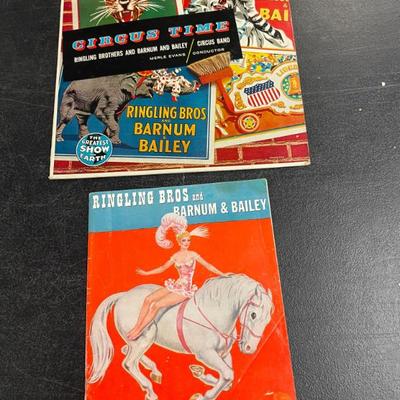 BAI
CIRCUS TIME
RINGLING BROTHERS AND BARNUM AND BAILEY / CIRCUS BAND
MERLE EVANS / CONDUCTOR
RINGLING BROS
AND
BARNUM
BAILEY
THE
GREATEST
SHOW
ON
EARTH
RINGLING BROS and
BARNUM & BAILEY